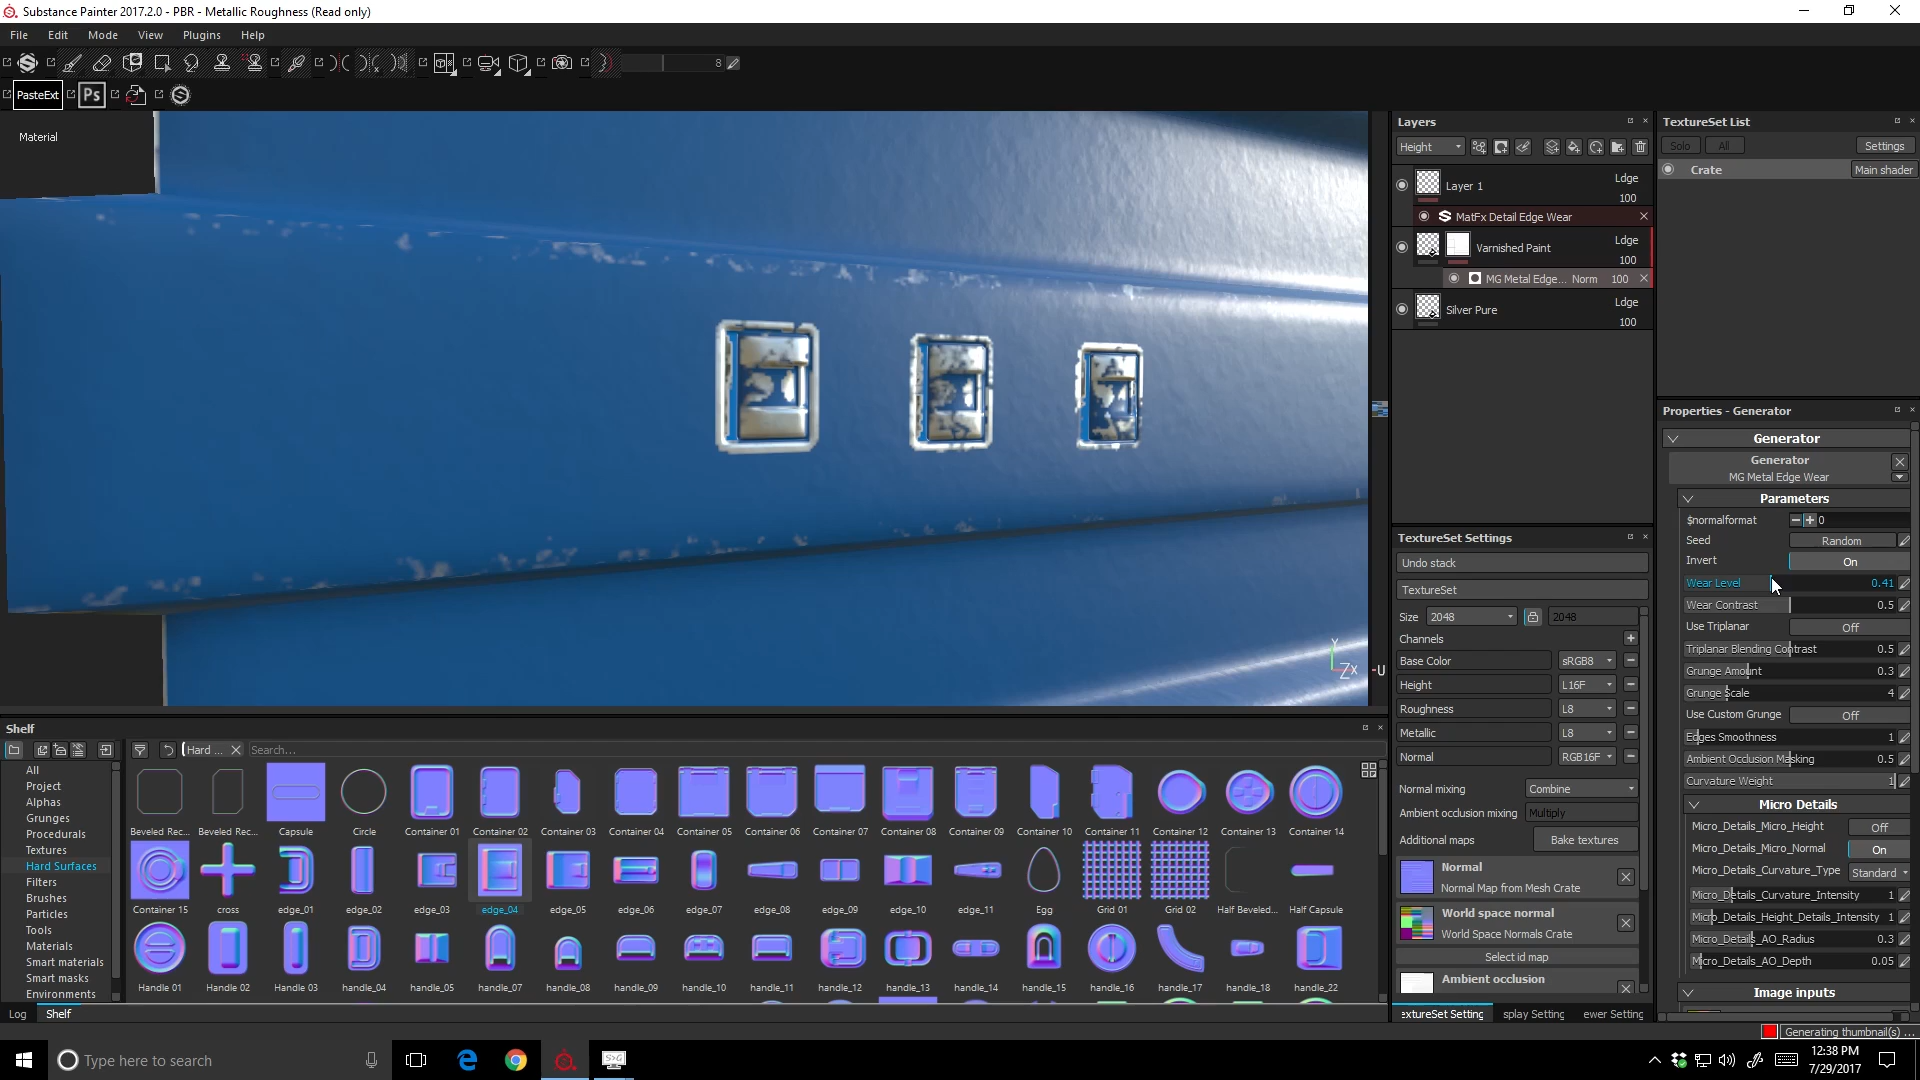 Substance Painter 2017.2.0 - PBR - Metallic Roughness (Read only)
File Edit Mode View Plugins Help
8
PasteExt Ps
Material
Y
ZX
-U
Layers
Height
Layer 1 Ldge 100
MatFx Detail Edge Wear
Varnished Paint Ldge 100
MG Metal Edge... Norm 100
Silver Pure Ldge 100
TextureSet List
Solo All Settings
Crate Main shader
TextureSet Settings
Undo stack
TextureSet
Size 2048 2048
Channels
Base Color sRGB8
Height L16F
Roughness L8
Metallic L8
Normal RGB16F
Normal mixing Combine
Ambient occlusion mixing Multiply
Additional maps Bake textures
Normal
Normal Map from Mesh Crate
World space normal
World Space Normals Crate
Select id map
Ambient occlusion
extureSet Setting splay Setting ewer Setting
Properties - Generator
Generator
Generator
MG Metal Edge Wear
Parameters
$normalformat 0
Seed Random
Invert On
Wear Level 0.41
Wear Contrast 0.5
Use Triplanar Off
Triplanar Blending Contrast 0.5
Grunge Amount 0.3
Grunge Scale 4
Use Custom Grunge Off
Edges Smoothness 1
Ambient Occlusion Masking 0.5
Curvature Weight 1
Micro Details
Micro_Details_Micro_Height Off
Micro_Details_Micro_Normal On
Micro_Details_Curvature_Type Standard
Micro_Details_Curvature_Intensity 1
Micro_Details_Height_Details_Intensity 1
Micro_Details_AO_Radius 0.3
Micro_Details_AO_Depth 0.05
Image inputs
Generating thumbnail(s) ...
Shelf
Hard ... Search...
All
Project
Alphas
Grunges
Procedurals
Textures
Hard Surfaces
Filters
Brushes
Particles
Tools
Materials
Smart materials
Smart masks
Environments
Beveled Rec... Beveled Rec... Capsule Circle Container 01 Container 02 Container 03 Container 04 Container 05 Container 06 Container 07 Container 08 Container 09 Container 10 Container 11 Container 12 Container 13 Container 14
Container 15 cross edge_01 edge_02 edge_03 edge_04 edge_05 edge_06 edge_07 edge_08 edge_09 edge_10 edge_11 Egg Grid 01 Grid 02 Half Beveled... Half Capsule
Handle 01 Handle 02 Handle 03 handle_04 handle_05 handle_07 handle_08 handle_09 handle_10 handle_11 handle_12 handle_13 handle_14 handle_15 handle_16 handle_17 handle_18 handle_22
Log Shelf
Type here to search
12:38 PM
7/29/2017